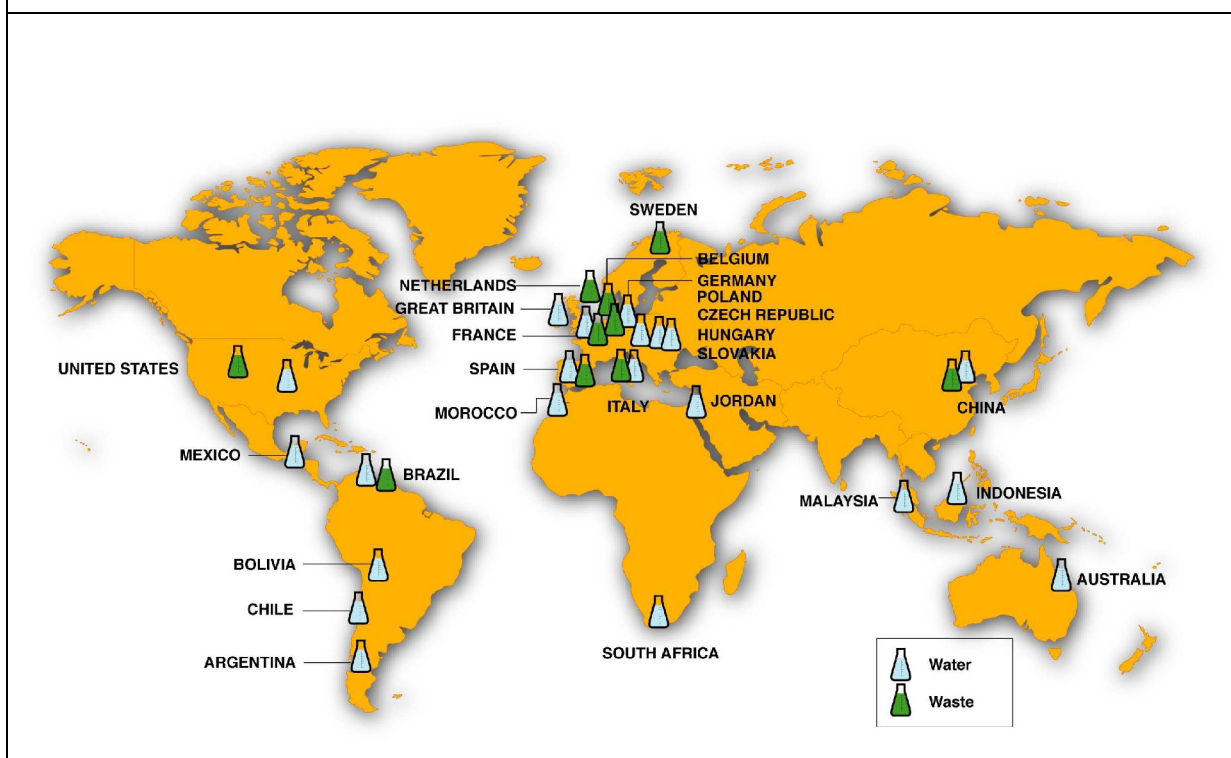 SWEDEN
BELGIUM
NETHERLANDS
GERMANY
POLAND
GREAT BRITAIN
CZECH REPUBLIC
FRANCE
HUNGARY
SLOVAKIA
UNITED STATES
SPAIN
MOROCCO
ITALY
JORDAN
CHINA
MEXICO
BRAZIL
MALAYSIA
INDONESIA
BOLIVIA
AUSTRALIA
CHILE
SOUTH AFRICA
ARGENTINA
Water
Waste